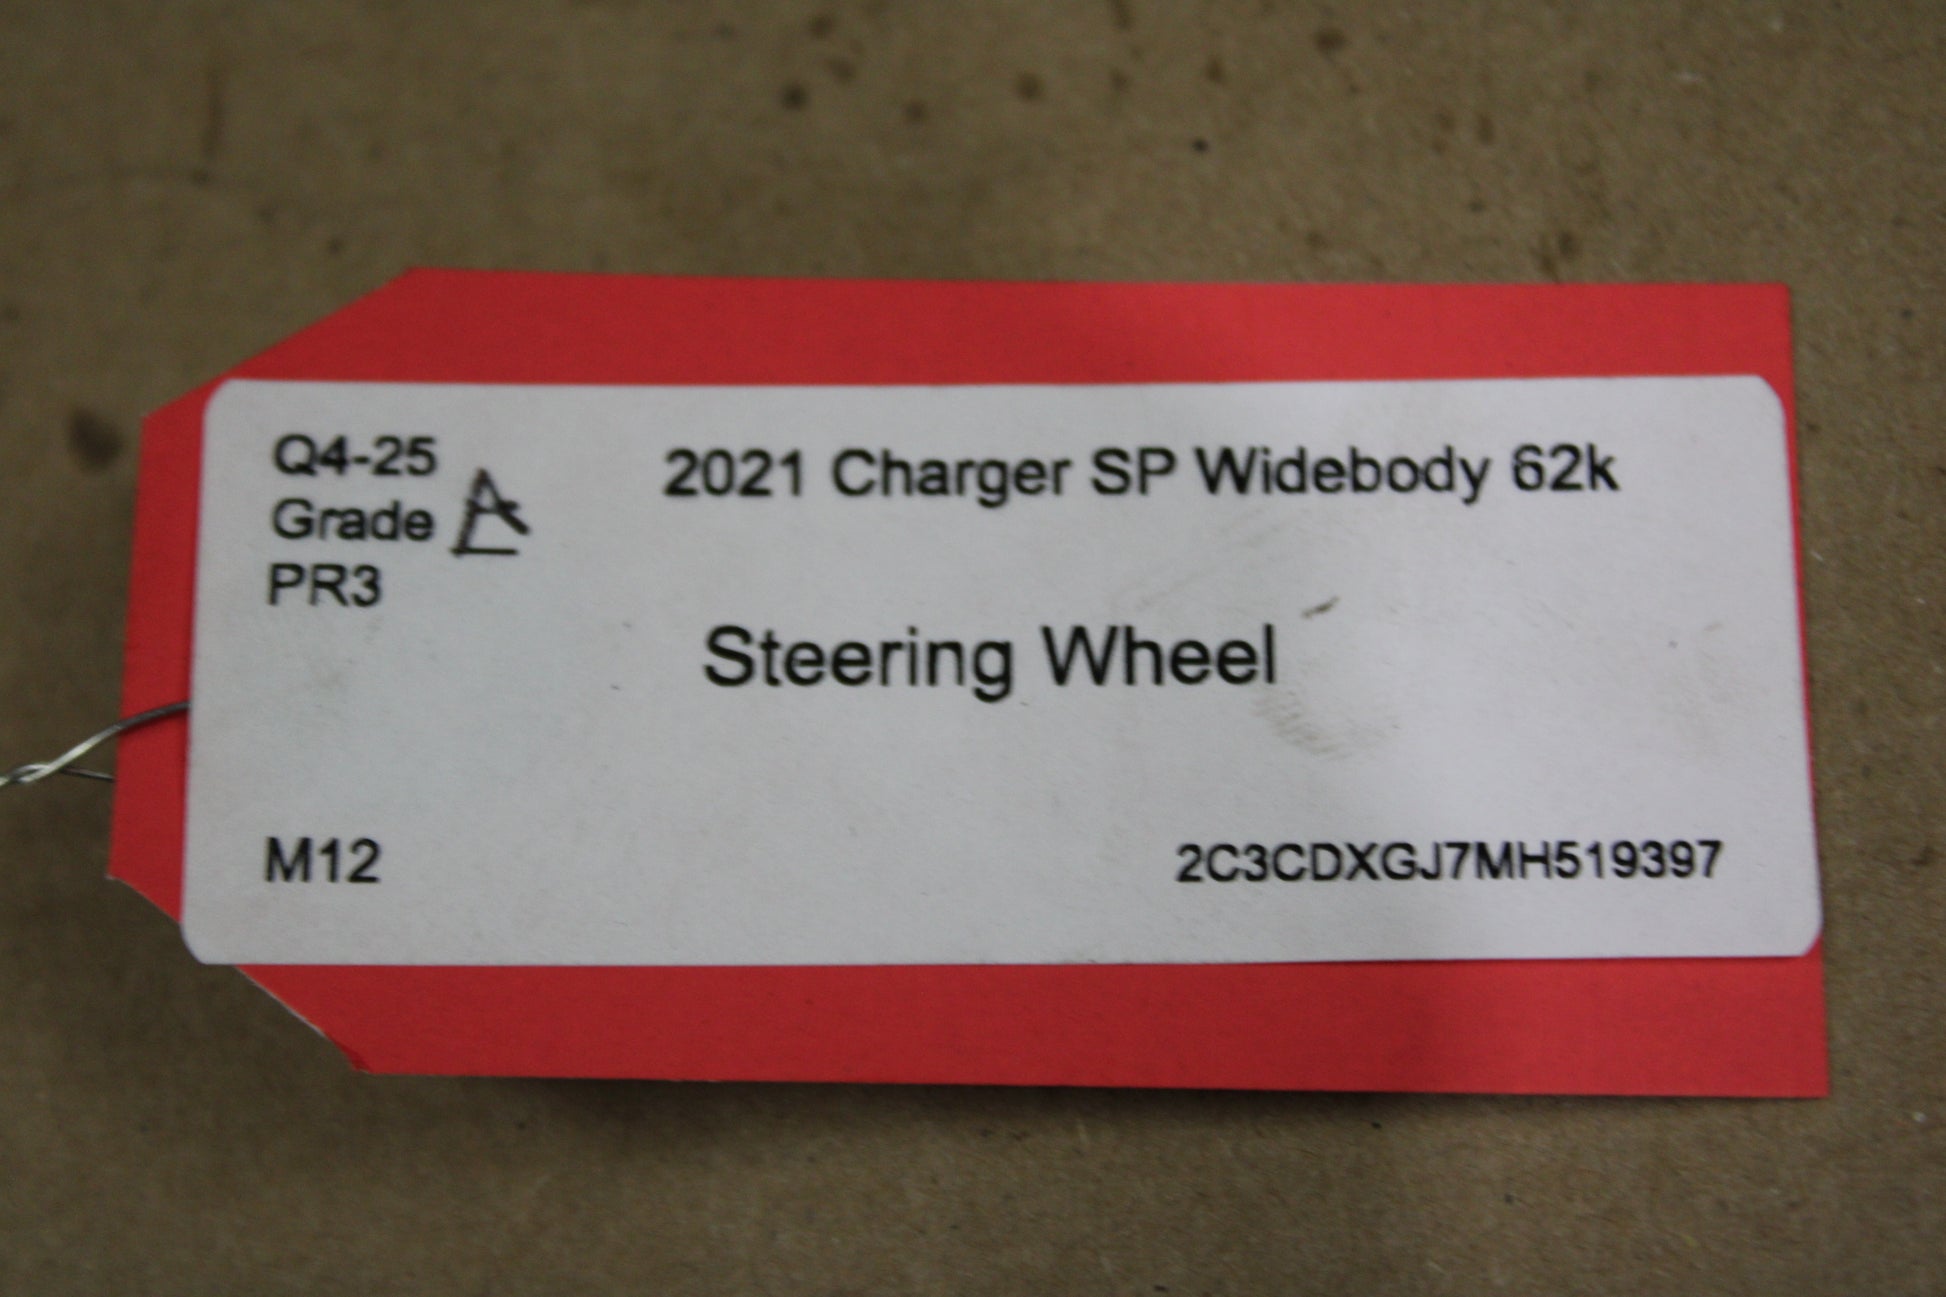 Q4-25
Grade A
PR3
2021 Charger SP Widebody 62k
Steering Wheel
M12
2C3CDXGJ7MH519397